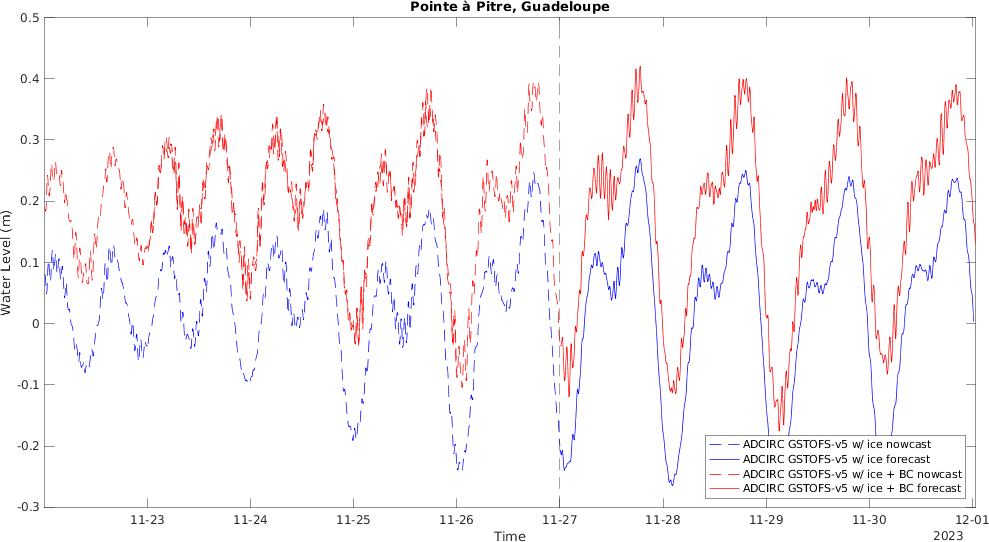 Pointe à Pitre, Guadeloupe
0.5
0.4
0.3
0.2
0.1
0
-0.1
-0.2
-0.3
Water Level (m)
11-23 11-24 11-25 11-26 11-27 11-28 11-29 11-30 12-01
Time
2023
ADCIRC GSTOFS-v5 w/ ice nowcast
ADCIRC GSTOFS-v5 w/ ice forecast
ADCIRC GSTOFS-v5 w/ ice + BC nowcast
ADCIRC GSTOFS-v5 w/ ice + BC forecast